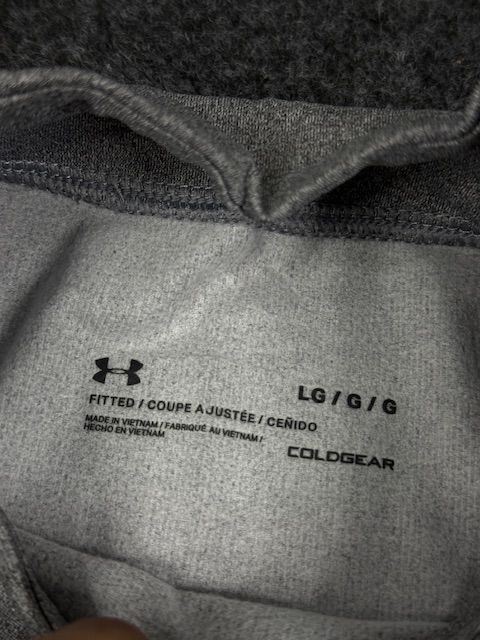 LG / G / G
FITTED / COUPE AJUSTÉE / CEÑIDO
MADE IN VIETNAM / FABRIQUÉ AU VIETNAM /
HECHO EN VIETNAM
COLDGEAR